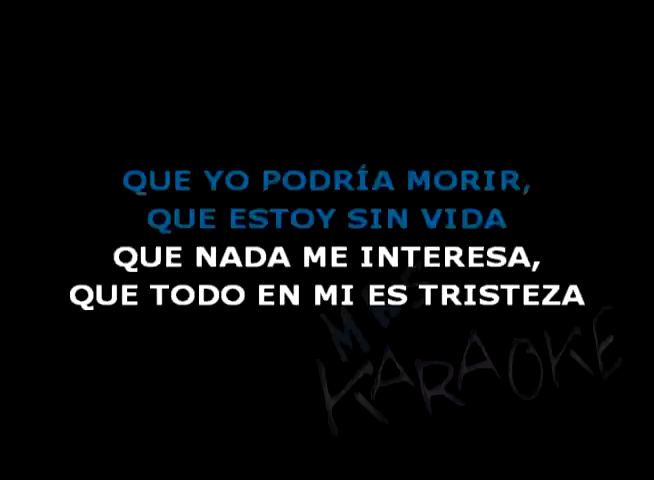 QUE YO PODRÍA MORIR,
QUE ESTOY SIN VIDA
QUE NADA ME INTERESA,
QUE TODO EN MI ES TRISTEZA
MAS
KARAOKE